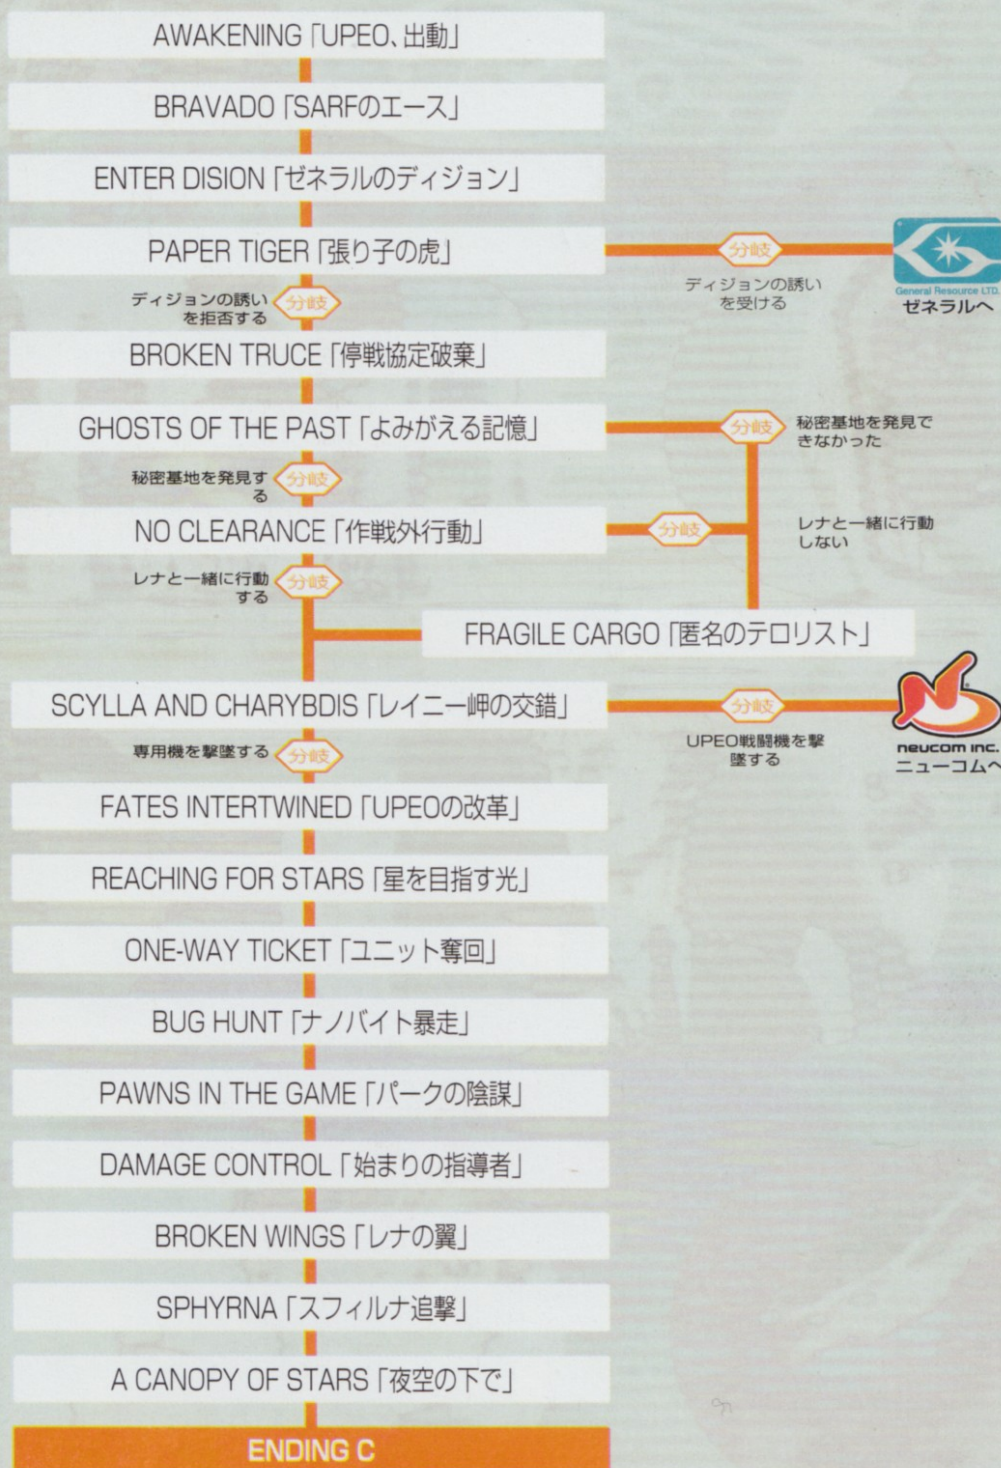 AWAKENING「UPEO、出動」
BRAVADO「SARFのエース」
ENTER DISION「ゼネラルのディジョン」
PAPER TIGER「張り子の虎」
分岐
ディジョンの誘い
を受ける
General Resource LTD.
ゼネラルへ
ディジョンの誘い
を拒否する
分岐
BROKEN TRUCE「停戦協定破棄」
GHOSTS OF THE PAST「よみがえる記憶」
分岐
秘密基地を発見で
きなかった
秘密基地を発見す
る
分岐
NO CLEARANCE「作戦外行動」
分岐
レナと一緒に行動
しない
レナと一緒に行動
する
分岐
FRAGILE CARGO「匿名のテロリスト」
SCYLLA AND CHARYBDIS「レイニー岬の交錯」
分岐
UPEO戦闘機を撃
墜する
neucom inc.
ニューコムへ
専用機を撃墜する
分岐
FATES INTERTWINED「UPEOの改革」
REACHING FOR STARS「星を目指す光」
ONE-WAY TICKET「ユニット奪回」
BUG HUNT「ナノバイト暴走」
PAWNS IN THE GAME「パークの陰謀」
DAMAGE CONTROL「始まりの指導者」
BROKEN WINGS「レナの翼」
SPHYRNA「スフィルナ追撃」
A CANOPY OF STARS「夜空の下で」
ENDING C